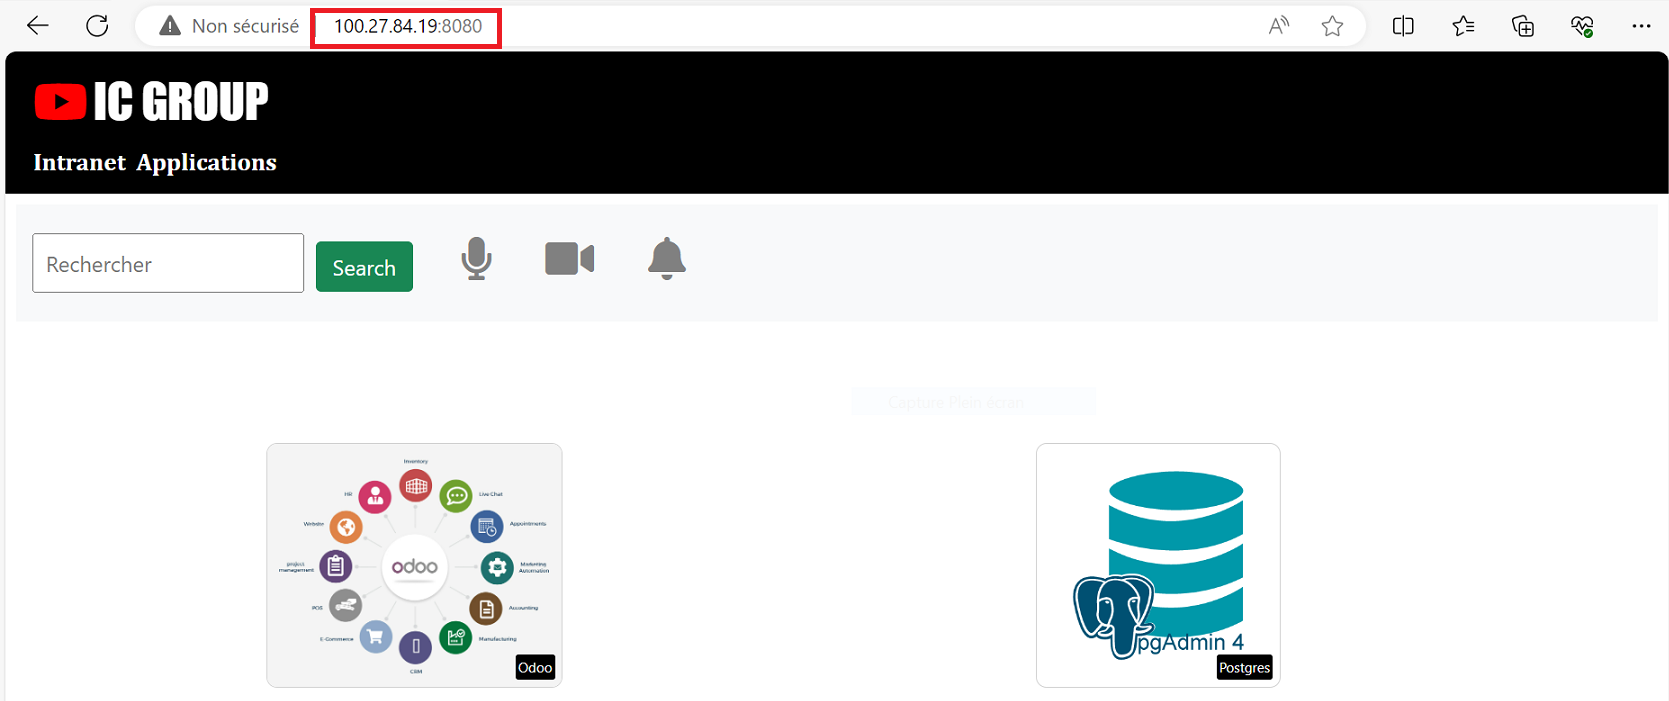 Non sécurisé 100.27.84.19:8080
IC GROUP
Intranet Applications
Rechercher Search
Capture Plein écran
Inventory
HR Live Chat
Website Appointments
project management Marketing Automation
odoo
POS Accounting
E-Commerce Manufacturing
CRM
Odoo
pgAdmin 4
Postgres